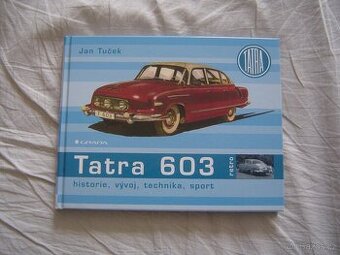 Jan Tuček
TATRA
GRADA
Tatra 603
retro
historie, vývoj, technika, sport